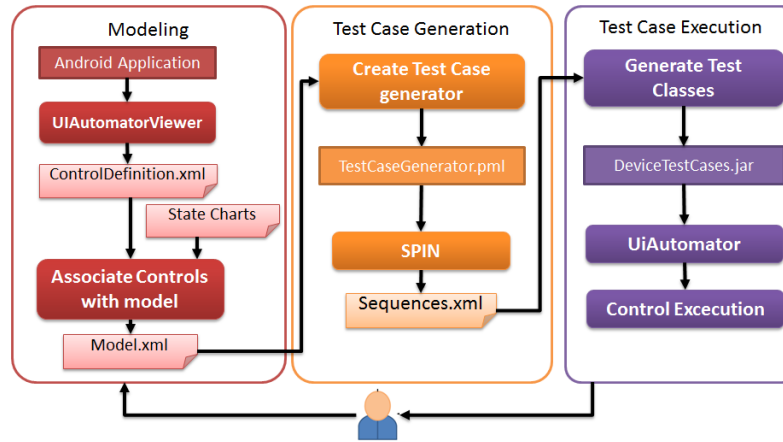 Modeling
Android Application
UIAutomatorViewer
ControlDefinition.xml
State Charts
Associate Controls
with model
Model.xml
Test Case Generation
Create Test Case
generator
TestCaseGenerator.pml
SPIN
Sequences.xml
Test Case Execution
Generate Test
Classes
DeviceTestCases.jar
UiAutomator
Control Excecution